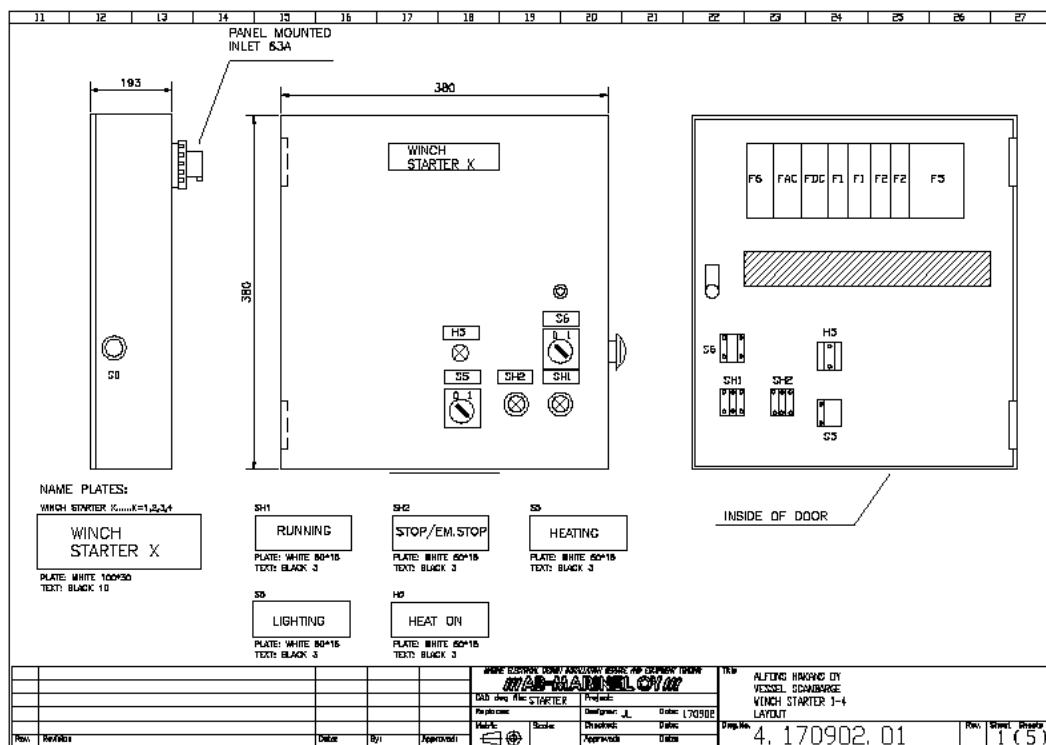 11 12 13 14 15 16 17 18 19 20 21 22 23 24 25 26 27
PANEL MOUNTED
INLET 63A
193
380
380
WINCH
STARTER X
S0
H5
S6
0 1
S5
SH2
SH1
0 1
F6 FAC FDC F1 F1 F2 F2 F5
S6
H5
SH1
SH2
S5
INSIDE OF DOOR
NAME PLATES:
WINCH STARTER X......X=1,2,3,4
WINCH
STARTER X
PLATE: WHITE 100*30
TEXT: BLACK 10
SH1
RUNNING
PLATE: WHITE 60*15
TEXT: BLACK 3
SH2
STOP/EM.STOP
PLATE: WHITE 60*15
TEXT: BLACK 3
S5
HEATING
PLATE: WHITE 60*15
TEXT: BLACK 3
S6
LIGHTING
PLATE: WHITE 60*15
TEXT: BLACK 3
H5
HEAT ON
PLATE: WHITE 60*15
TEXT: BLACK 3
Rev. Revision Date: By: Approved:
///AB-MARINEL OY///
CAD dwg file: STARTER Project:
Replaces: Designer: JL Date: 170902
Metric Scale: Checked: Date:
Approved: Date:
Title
ALFONS HAKANS OY
VESSEL SCANBARGE
WINCH STARTER 1-4
LAYOUT
Dwg.No. 4. 170902. 01 Rev. Sheet Sheets 1 (5)